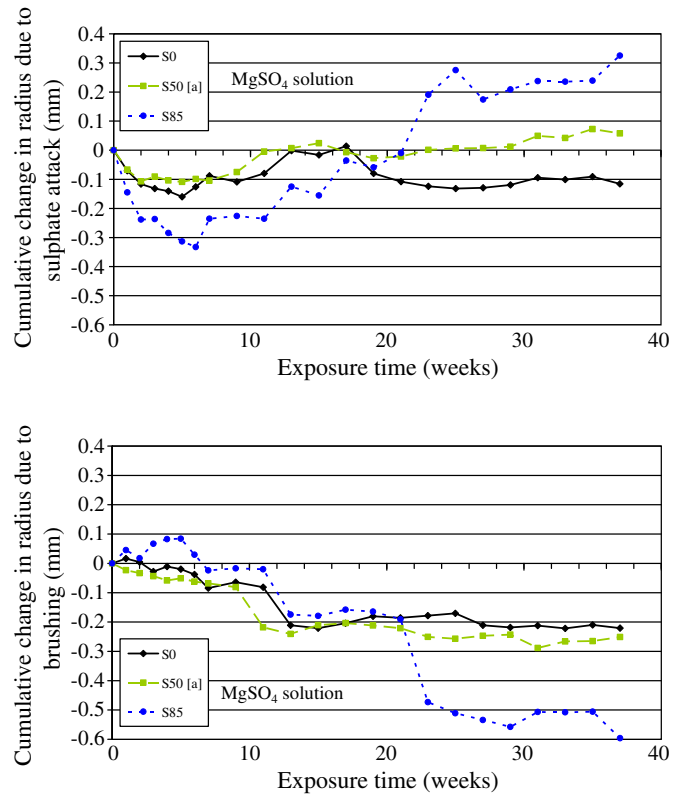 Cumulative change in radius due to
sulphate attack (mm)
0.4
0.3
0.2
0.1
0
-0.1
-0.2
-0.3
-0.4
-0.5
-0.6
S0
S50 [a]
S85
MgSO₄ solution
0
10
20
30
40
Exposure time (weeks)
Cumulative change in radius due to
brushing (mm)
0.4
0.3
0.2
0.1
0
-0.1
-0.2
-0.3
-0.4
-0.5
-0.6
S0
S50 [a]
S85
MgSO₄ solution
0
10
20
30
40
Exposure time (weeks)